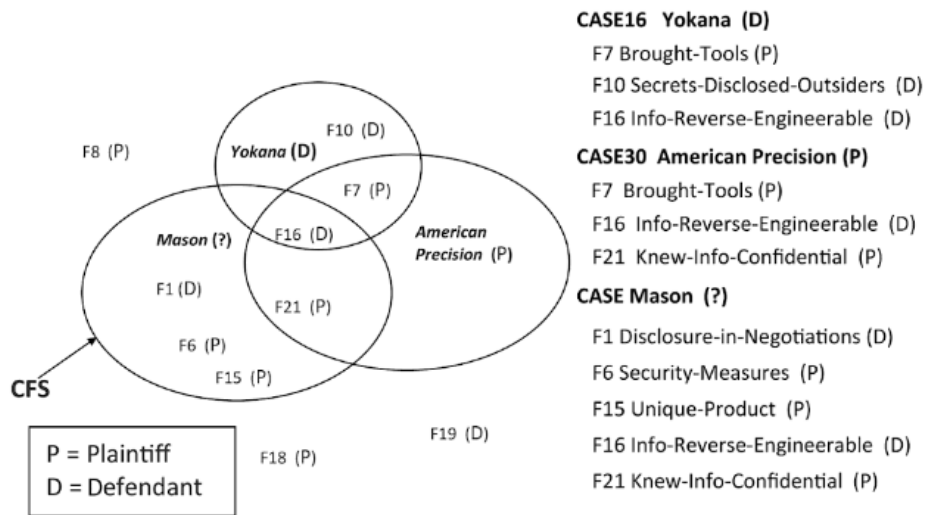 F8 (P)
F10 (D)
Yokana (D)
F7 (P)
F16 (D)
Mason (?)
American
Precision (P)
F1 (D)
F21 (P)
F6 (P)
F15 (P)
CFS
F19 (D)
F18 (P)
P = Plaintiff
D = Defendant
CASE16 Yokana (D)
F7 Brought-Tools (P)
F10 Secrets-Disclosed-Outsiders (D)
F16 Info-Reverse-Engineerable (D)
CASE30 American Precision (P)
F7 Brought-Tools (P)
F16 Info-Reverse-Engineerable (D)
F21 Knew-Info-Confidential (P)
CASE Mason (?)
F1 Disclosure-in-Negotiations (D)
F6 Security-Measures (P)
F15 Unique-Product (P)
F16 Info-Reverse-Engineerable (D)
F21 Knew-Info-Confidential (P)